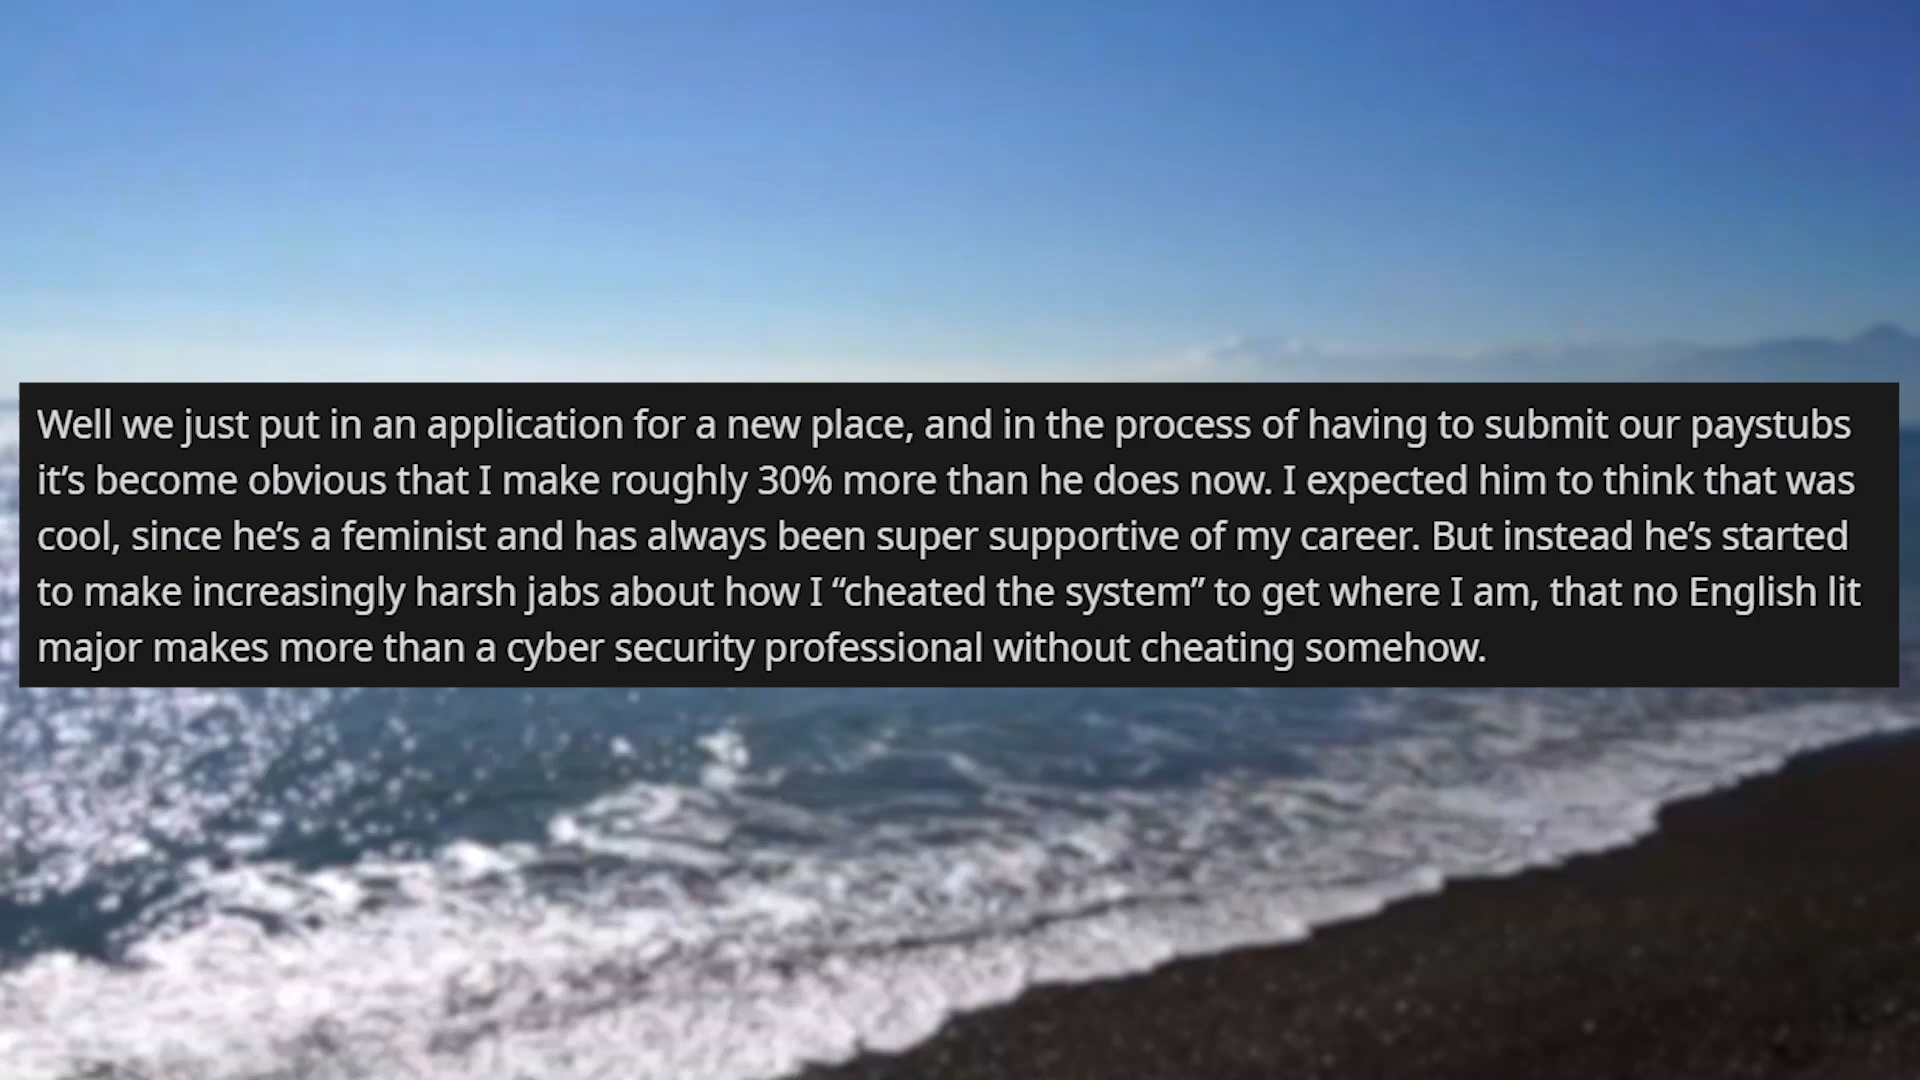 Well we just put in an application for a new place, and in the process of having to submit our paystubs
it’s become obvious that I make roughly 30% more than he does now. I expected him to think that was
cool, since he’s a feminist and has always been super supportive of my career. But instead he’s started
to make increasingly harsh jabs about how I “cheated the system” to get where I am, that no English lit
major makes more than a cyber security professional without cheating somehow.